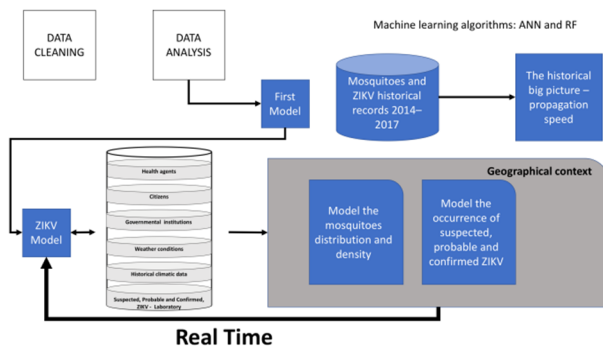 Machine learning algorithms: ANN and RF
DATA
CLEANING
DATA
ANALYSIS
First
Model
Mosquitoes and
ZIKV historical
records 2014–
2017
The historical
big picture –
propagation
speed
ZIKV
Model
Health agents
Citizens
Governmental institutions
Weather conditions
Historical climatic data
Suspected, Probable and Confirmed,
ZIKV - Laboratory
Geographical context
Model the
mosquitoes
distribution and
density
Model the
occurrence of
suspected,
probable and
confirmed ZIKV
Real Time